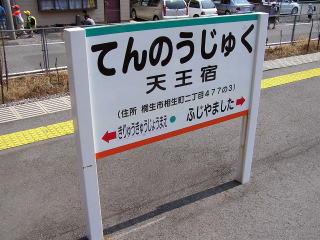 てんのうじゅく
天王宿
(住所 桐生市相生町二丁目477の3)
きりゅうきゅうじょうまえ
ふじやました